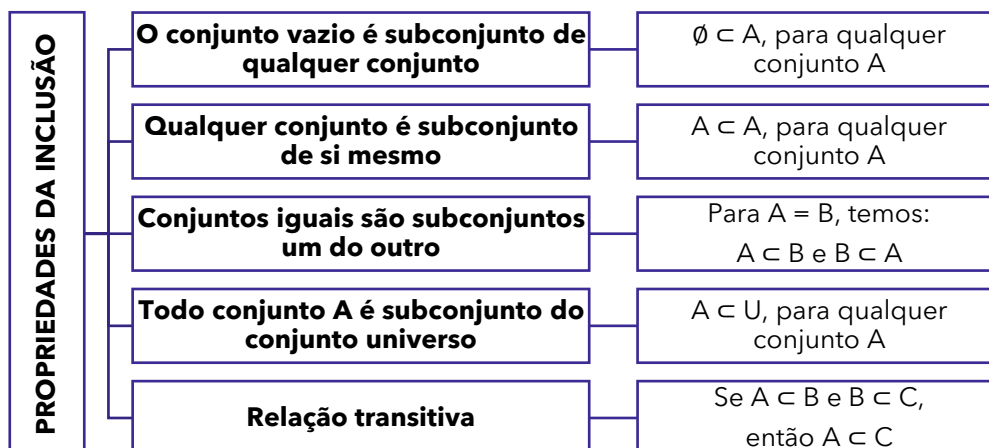 PROPRIEDADES DA INCLUSÃO
O conjunto vazio é subconjunto de
qualquer conjunto
∅ ⊂ A, para qualquer
conjunto A
Qualquer conjunto é subconjunto
de si mesmo
A ⊂ A, para qualquer
conjunto A
Conjuntos iguais são subconjuntos
um do outro
Para A = B, temos:
A ⊂ B e B ⊂ A
Todo conjunto A é subconjunto do
conjunto universo
A ⊂ U, para qualquer
conjunto A
Relação transitiva
Se A ⊂ B e B ⊂ C,
então A ⊂ C